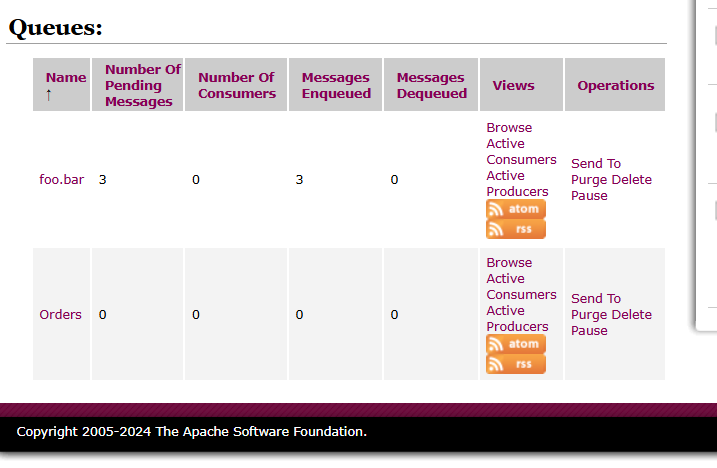 Queues:
Name ↑ Number Of Pending Messages Number Of Consumers Messages Enqueued Messages Dequeued Views Operations
foo.bar 3 0 3 0 Browse Active Consumers Active Producers atom rss Send To Purge Delete Pause
Orders 0 0 0 0 Browse Active Consumers Active Producers atom rss Send To Purge Delete Pause
Copyright 2005-2024 The Apache Software Foundation.